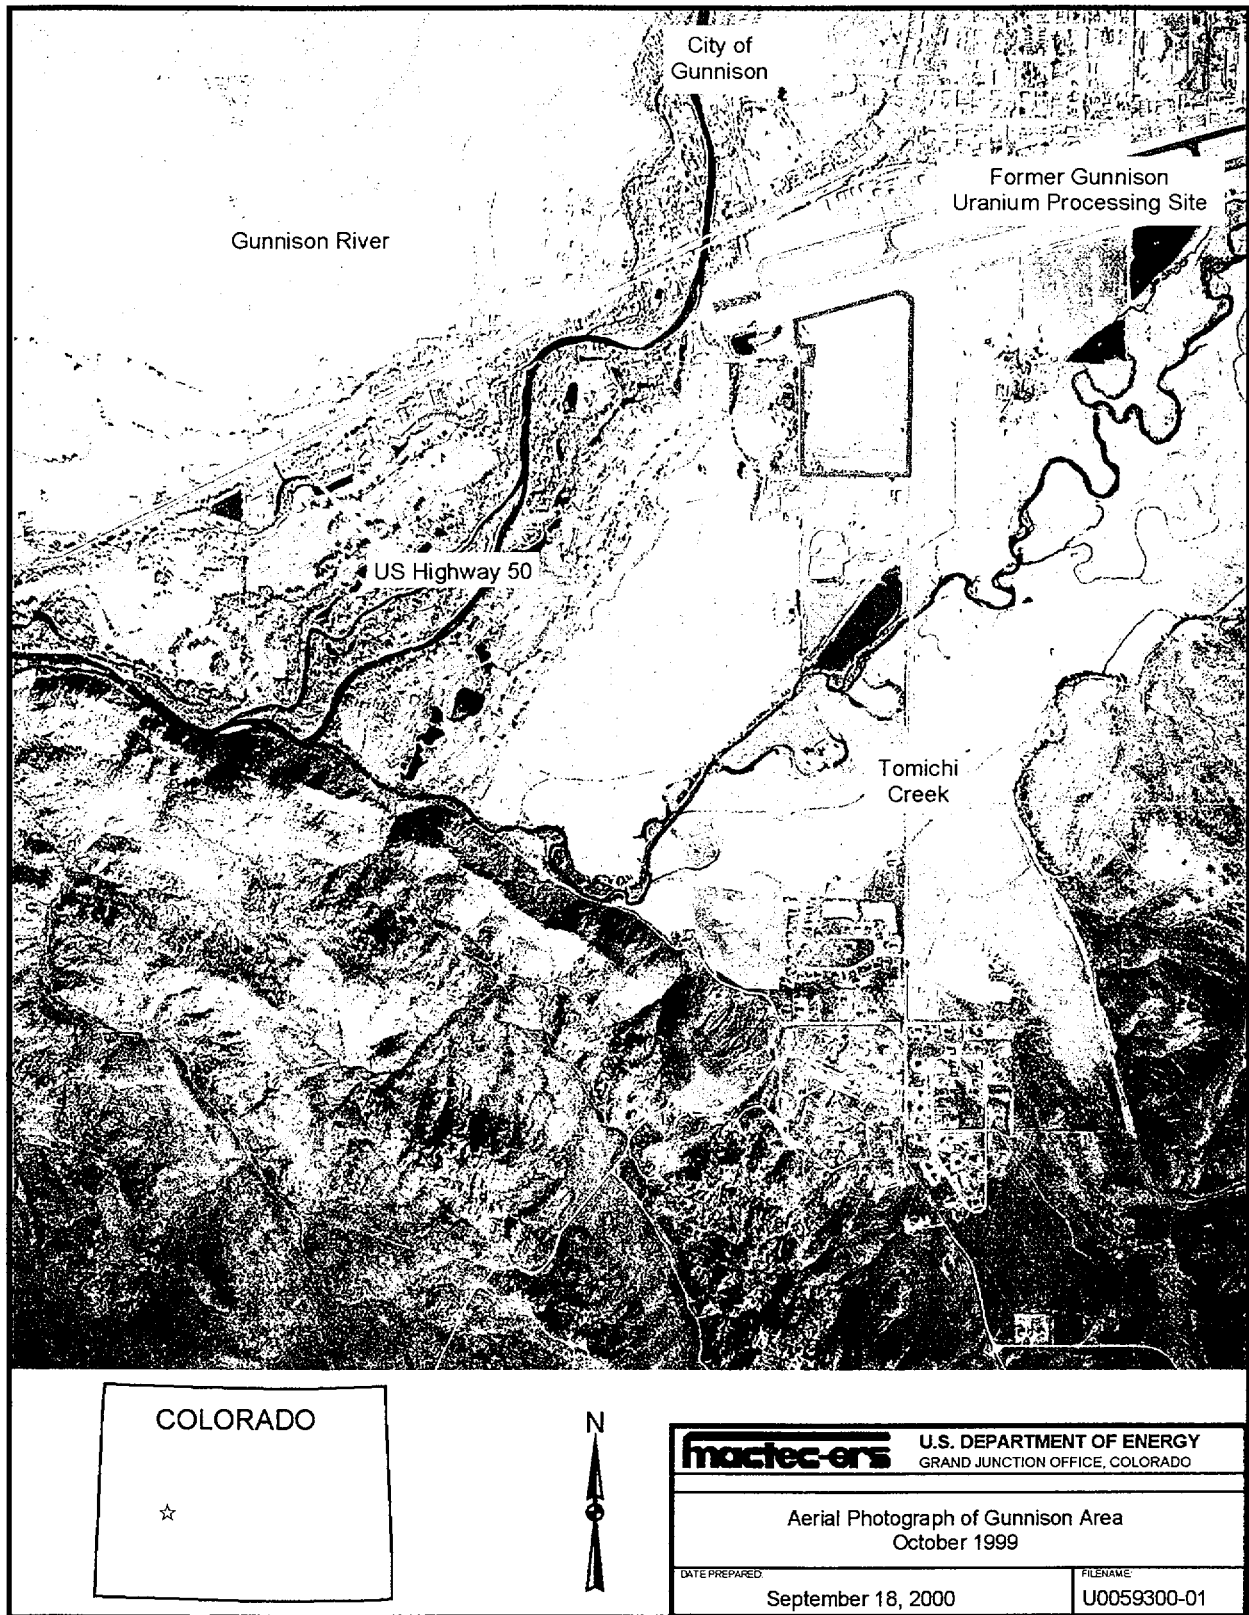 City of
Gunnison
Former Gunnison
Uranium Processing Site
Gunnison River
US Highway 50
Tomichi
Creek
COLORADO
N
mactec-ers
U.S. DEPARTMENT OF ENERGY
GRAND JUNCTION OFFICE, COLORADO
Aerial Photograph of Gunnison Area
October 1999
DATE PREPARED:
September 18, 2000
FILENAME:
U0059300-01